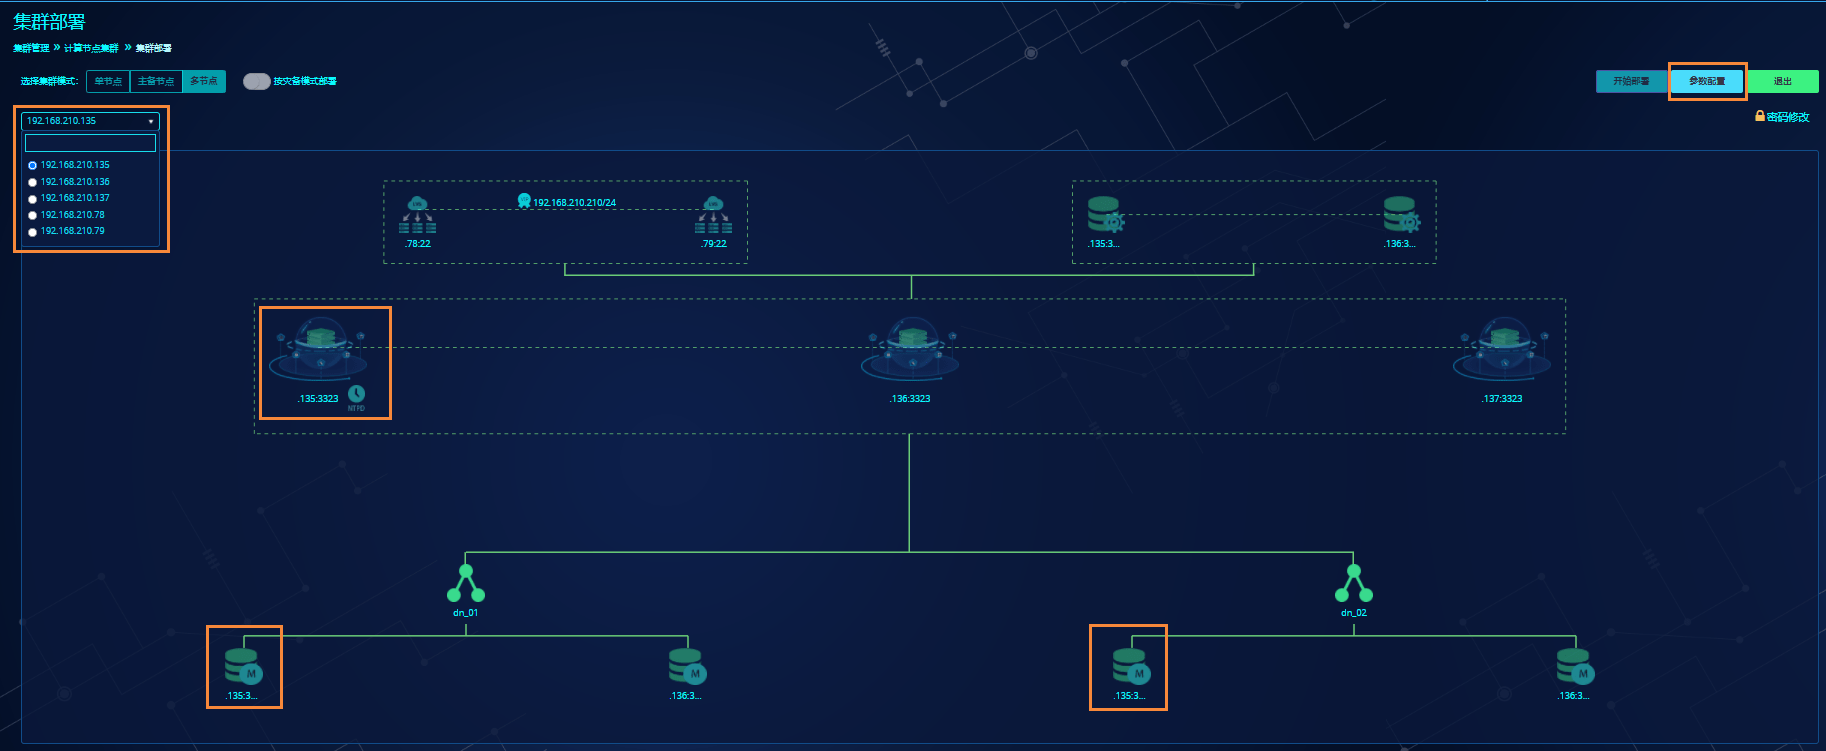 集群部署
集群管理 » 计算节点集群 » 集群部署
选择集群模式: 单节点 主备节点 多节点 按灾备模式部署 开始部署 参数配置 退出
密码修改
192.168.210.135
192.168.210.135
192.168.210.136
192.168.210.137
192.168.210.78
192.168.210.79
192.168.210.210/24
.78:22 .79:22 .135:3... .136:3...
.135:3323 .136:3323 .137:3323
NTPD
dn_01 dn_02
M M M M
.135:3... .136:3... .135:3... .136:3...